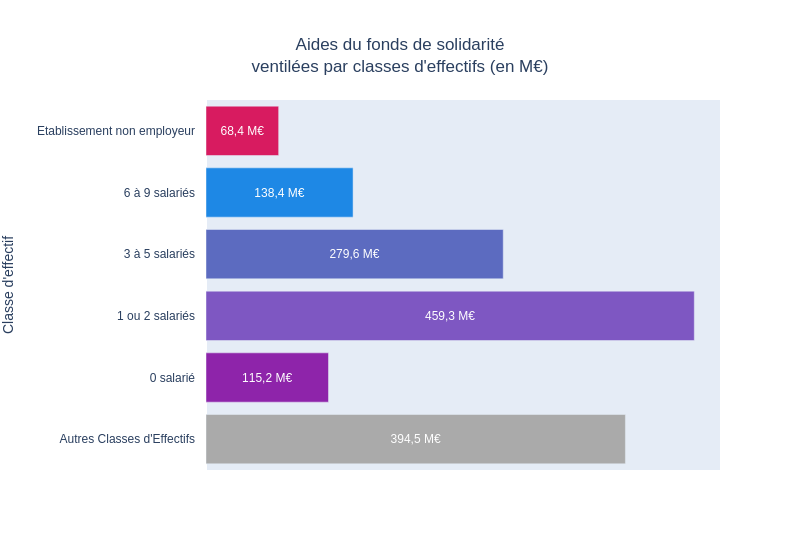 Aides du fonds de solidarité
ventilées par classes d'effectifs (en M€)
Classe d'effectif
Etablissement non employeur
68,4 M€
6 à 9 salariés
138,4 M€
3 à 5 salariés
279,6 M€
1 ou 2 salariés
459,3 M€
0 salarié
115,2 M€
Autres Classes d'Effectifs
394,5 M€